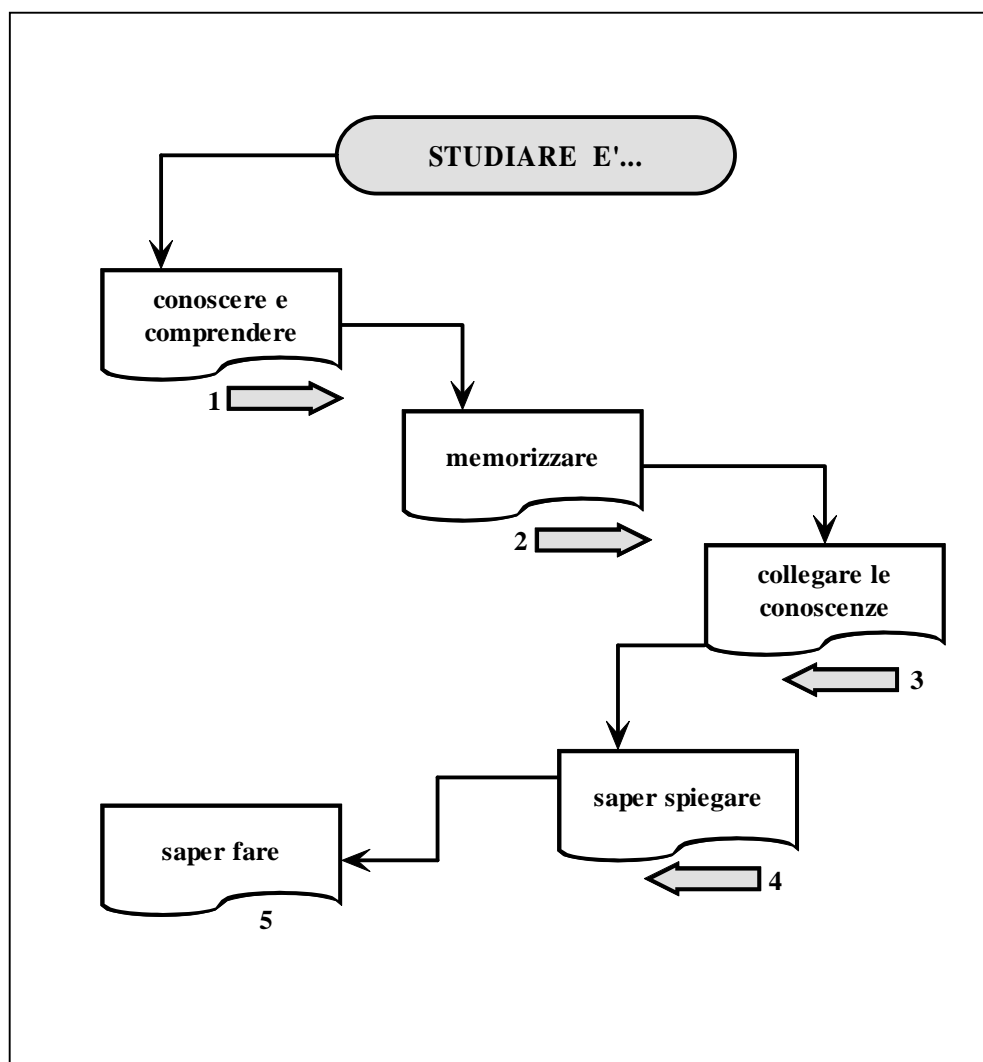 STUDIARE E'...
conoscere e
comprendere
1
memorizzare
2
collegare le
conoscenze
3
saper spiegare
4
saper fare
5